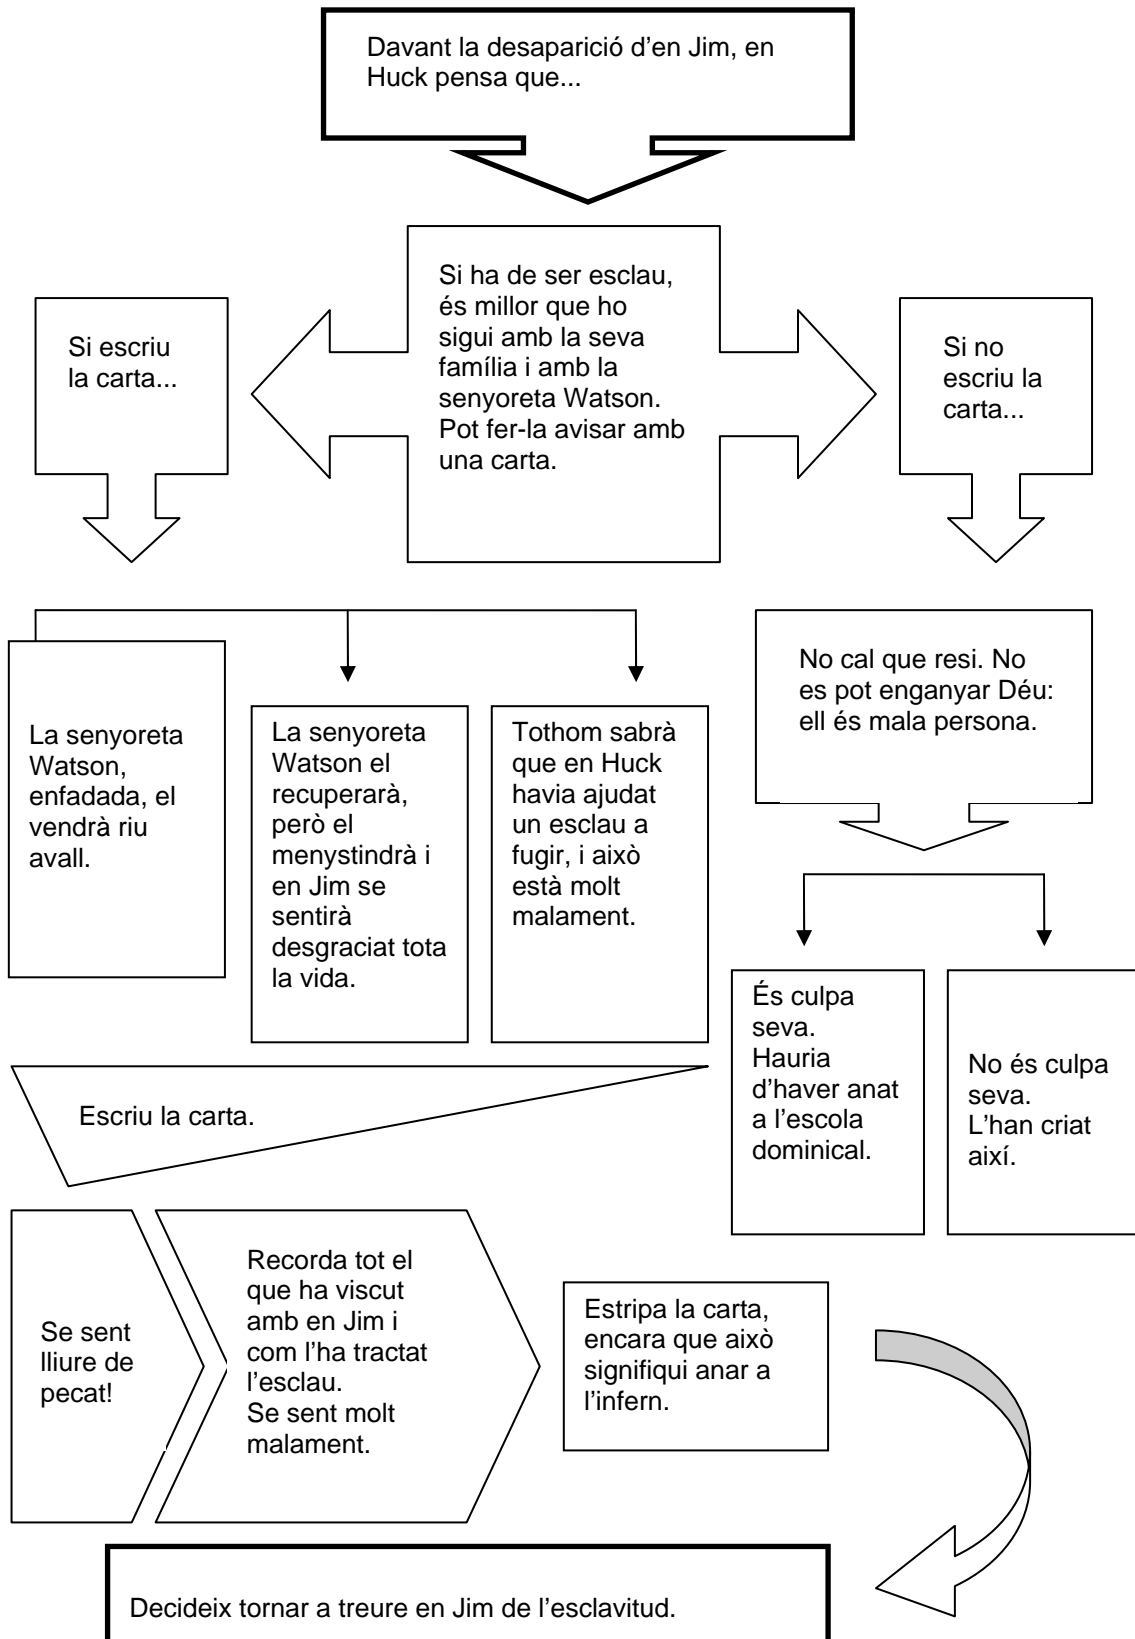 Davant la desaparició d'en Jim, en
Huck pensa que...
Si ha de ser esclau,
és millor que ho
sigui amb la seva
família i amb la
senyoreta Watson.
Pot fer-la avisar amb
una carta.
Si escriu
la carta...
Si no
escriu la
carta...
La senyoreta
Watson,
enfadada, el
vendrà riu
avall.
La senyoreta
Watson el
recuperarà,
però el
menystindrà i
en Jim se
sentirà
desgraciat tota
la vida.
Tothom sabrà
que en Huck
havia ajudat
un esclau a
fugir, i això
està molt
malament.
No cal que resi. No
es pot enganyar Déu:
ell és mala persona.
És culpa
seva.
Hauria
d'haver anat
a l'escola
dominical.
No és culpa
seva.
L'han criat
així.
Escriu la carta.
Se sent
lliure de
pecat!
Recorda tot el
que ha viscut
amb en Jim i
com l'ha tractat
l'esclau.
Se sent molt
malament.
Estripa la carta,
encara que això
signifiqui anar a
l'infern.
Decideix tornar a treure en Jim de l'esclavitud.